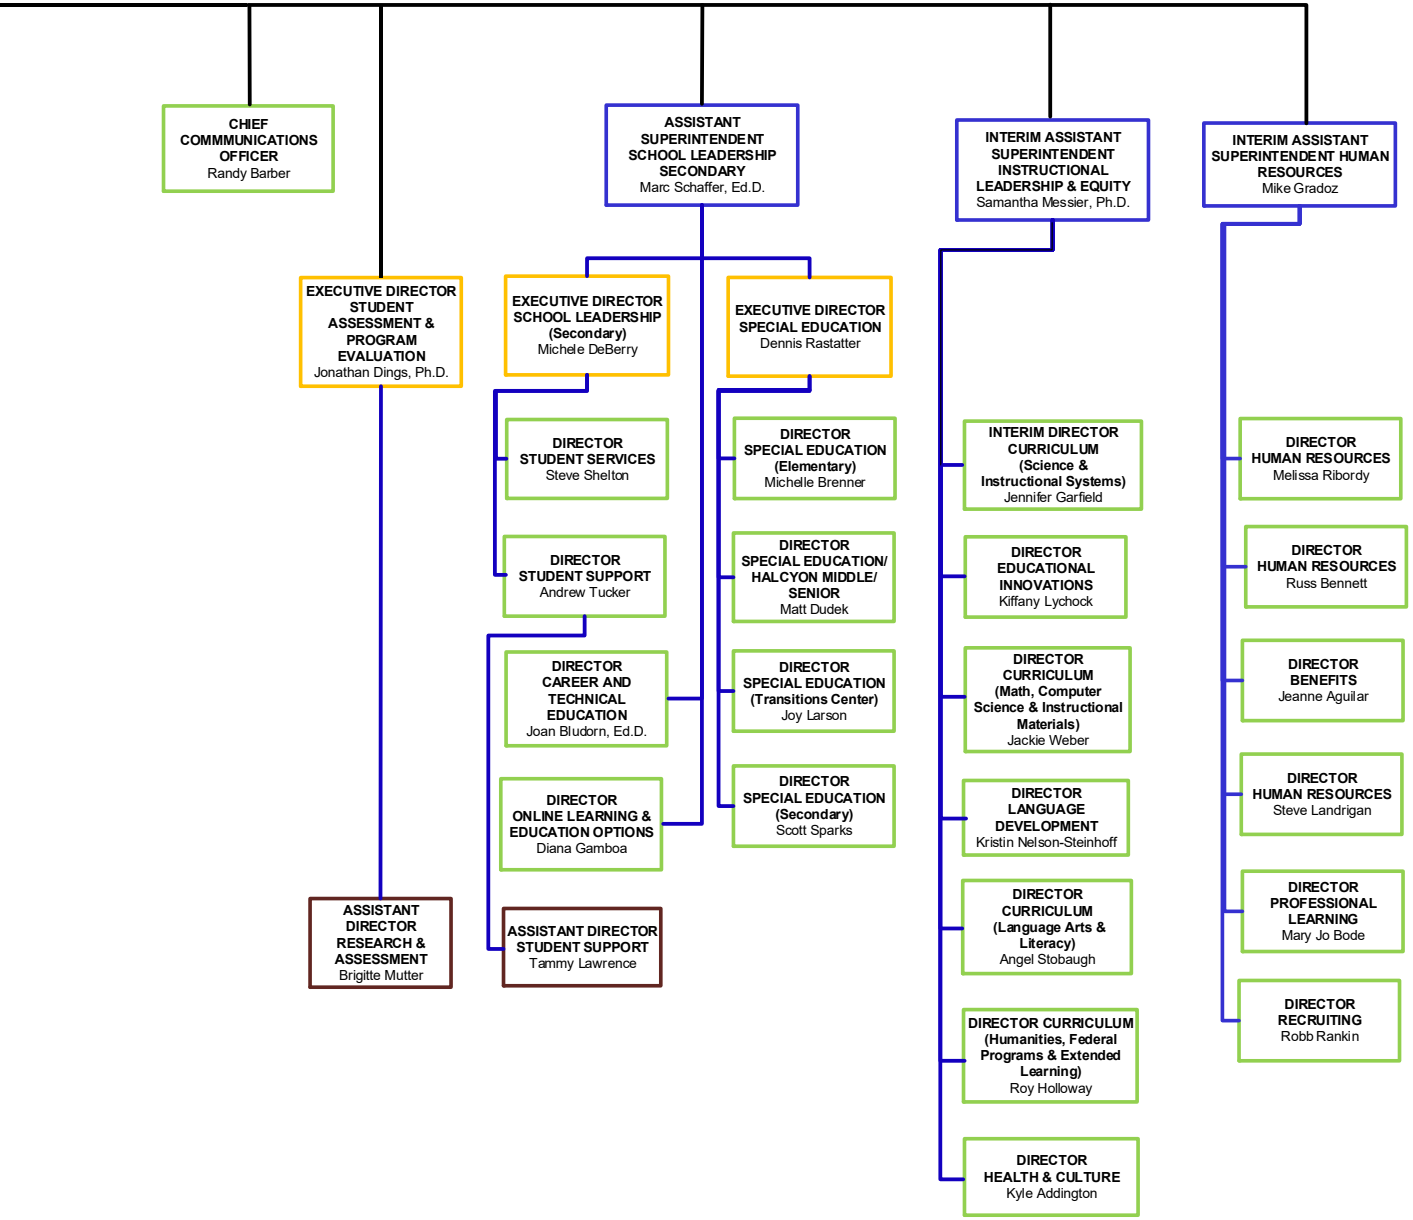 CHIEF
COMMMUNICATIONS
OFFICER
Randy Barber
EXECUTIVE DIRECTOR
STUDENT
ASSESSMENT &
PROGRAM
EVALUATION
Jonathan Dings, Ph.D.
ASSISTANT
DIRECTOR
RESEARCH &
ASSESSMENT
Brigitte Mutter
ASSISTANT
SUPERINTENDENT
SCHOOL LEADERSHIP
SECONDARY
Marc Schaffer, Ed.D.
EXECUTIVE DIRECTOR
SCHOOL LEADERSHIP
(Secondary)
Michele DeBerry
DIRECTOR
STUDENT SERVICES
Steve Shelton
DIRECTOR
STUDENT SUPPORT
Andrew Tucker
DIRECTOR
CAREER AND
TECHNICAL
EDUCATION
Joan Bludorn, Ed.D.
DIRECTOR
ONLINE LEARNING &
EDUCATION OPTIONS
Diana Gamboa
ASSISTANT DIRECTOR
STUDENT SUPPORT
Tammy Lawrence
EXECUTIVE DIRECTOR
SPECIAL EDUCATION
Dennis Rastatter
DIRECTOR
SPECIAL EDUCATION
(Elementary)
Michelle Brenner
DIRECTOR
SPECIAL EDUCATION/
HALCYON MIDDLE/
SENIOR
Matt Dudek
DIRECTOR
SPECIAL EDUCATION
(Transitions Center)
Joy Larson
DIRECTOR
SPECIAL EDUCATION
(Secondary)
Scott Sparks
INTERIM ASSISTANT
SUPERINTENDENT
INSTRUCTIONAL
LEADERSHIP & EQUITY
Samantha Messier, Ph.D.
INTERIM DIRECTOR
CURRICULUM
(Science &
Instructional Systems)
Jennifer Garfield
DIRECTOR
EDUCATIONAL
INNOVATIONS
Kiffany Lychock
DIRECTOR
CURRICULUM
(Math, Computer
Science & Instructional
Materials)
Jackie Weber
DIRECTOR
LANGUAGE
DEVELOPMENT
Kristin Nelson-Steinhoff
DIRECTOR
CURRICULUM
(Language Arts &
Literacy)
Angel Stobaugh
DIRECTOR CURRICULUM
(Humanities, Federal
Programs & Extended
Learning)
Roy Holloway
DIRECTOR
HEALTH & CULTURE
Kyle Addington
INTERIM ASSISTANT
SUPERINTENDENT HUMAN
RESOURCES
Mike Gradoz
DIRECTOR
HUMAN RESOURCES
Melissa Ribordy
DIRECTOR
HUMAN RESOURCES
Russ Bennett
DIRECTOR
BENEFITS
Jeanne Aguilar
DIRECTOR
HUMAN RESOURCES
Steve Landrigan
DIRECTOR
PROFESSIONAL
LEARNING
Mary Jo Bode
DIRECTOR
RECRUITING
Robb Rankin